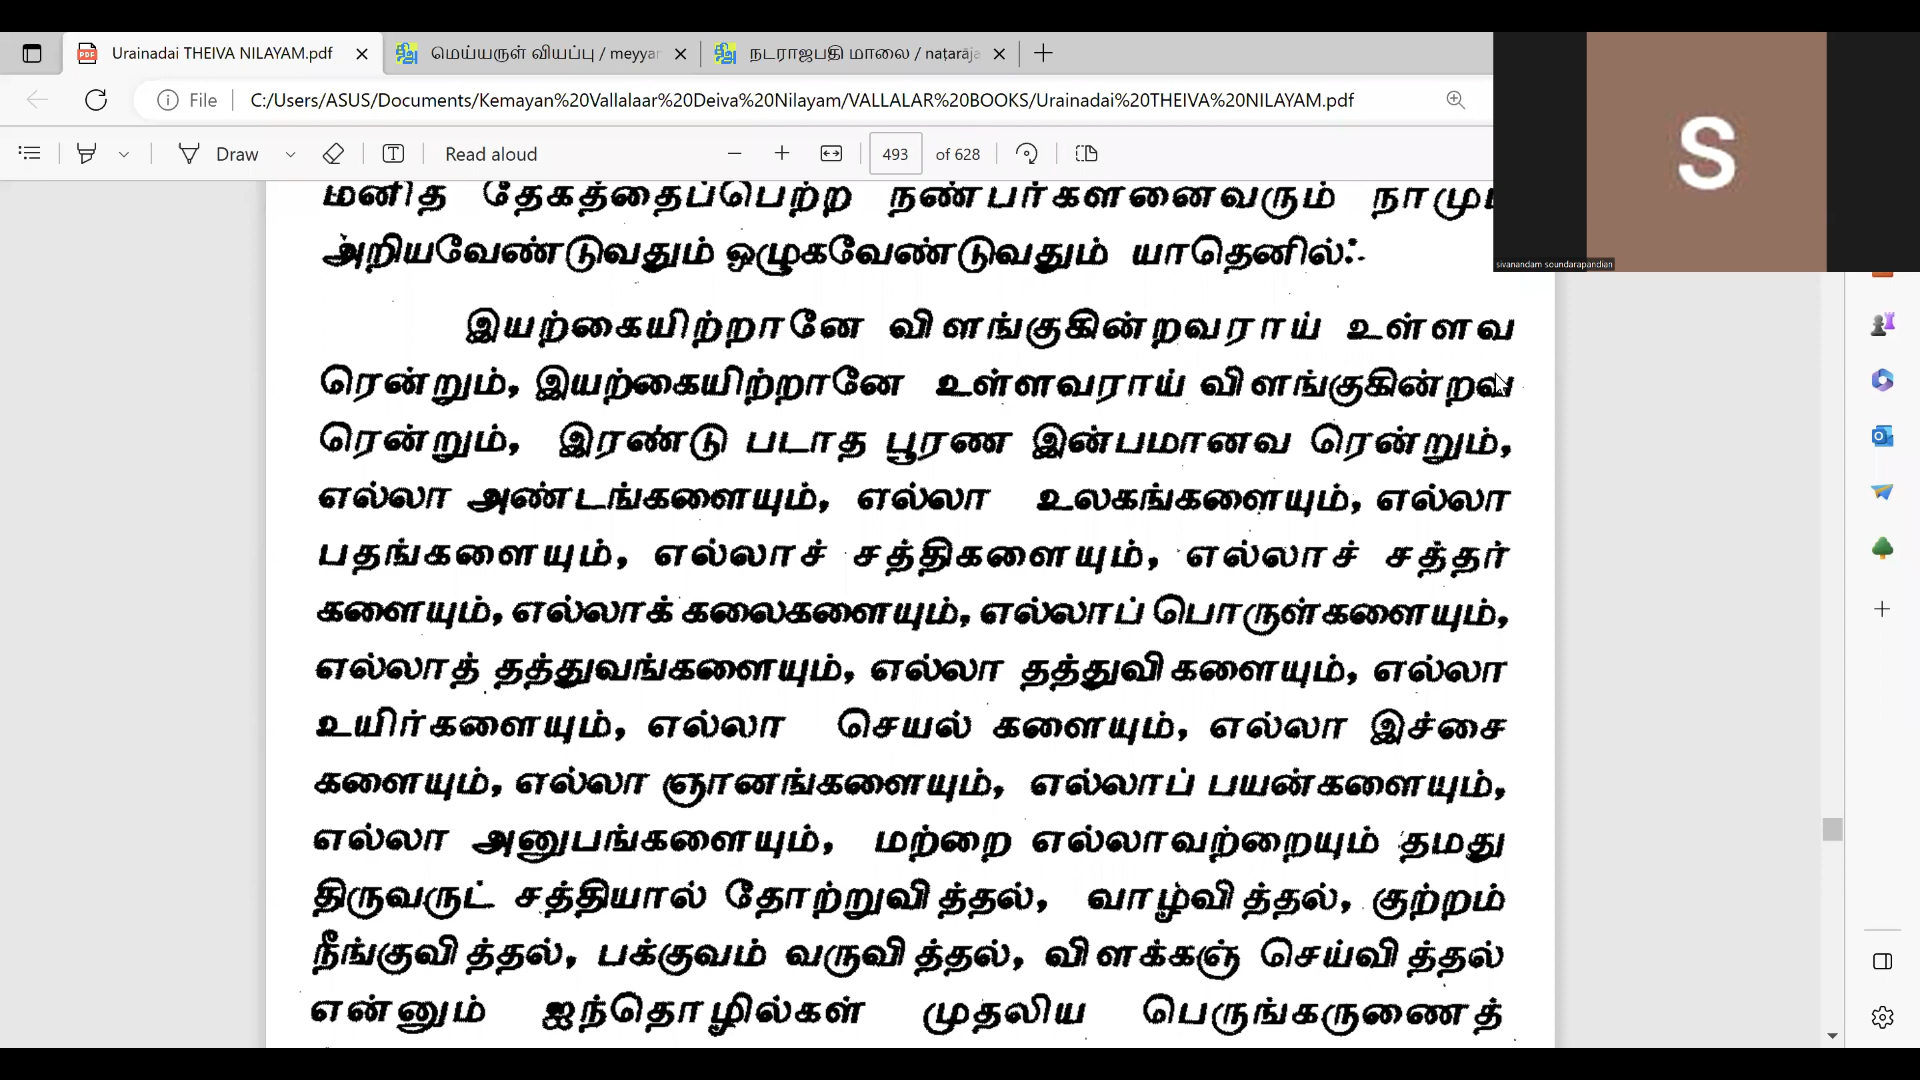 Urainadai THEIVA NILAYAM.pdf
மெய்யருள் வியப்பு / meyyar
நடராஜபதி மாலை / naṭarāja
File
C:/Users/ASUS/Documents/Kemayan%20Vallalaar%20Deiva%20Nilayam/VALLALAR%20BOOKS/Urainadai%20THEIVA%20NILAYAM.pdf
Draw
Read aloud
493 of 628
S
sivanandam soundarapandian
மனித தேகத்தைப்பெற்ற நண்பர்களனைவரும்
அறியவேண்டுவதும் ஒழுகவேண்டுவதும் யாதெனில்:-
இயற்கையிற்றானே விளங்குகின்றவராய் உள்ளவ
ரென்றும், இயற்கையிற்றானே உள்ளவராய் விளங்குகின்றவ
ரென்றும், இரண்டு படாத பூரண இன்பமானவ ரென்றும்,
எல்லா அண்டங்களையும், எல்லா உலகங்களையும், எல்லா
பதங்களையும், எல்லாச் சத்திகளையும், எல்லாச் சத்தர்
களையும், எல்லாக் கலைகளையும், எல்லாப் பொருள்களையும்,
எல்லாத் தத்துவங்களையும், எல்லா தத்துவிகளையும், எல்லா
உயிர்களையும், எல்லா செயல் களையும், எல்லா இச்சை
களையும், எல்லா ஞானங்களையும், எல்லாப் பயன்களையும்,
எல்லா அனுபங்களையும், மற்றை எல்லாவற்றையும் தமது
திருவருட் சத்தியால் தோற்றுவித்தல், வாழ்வித்தல், குற்றம்
நீங்குவித்தல், பக்குவம் வருவித்தல், விளக்கஞ் செய்வித்தல்
என்னும் ஐந்தொழில்கள் முதலிய பெருங்கருணைத்